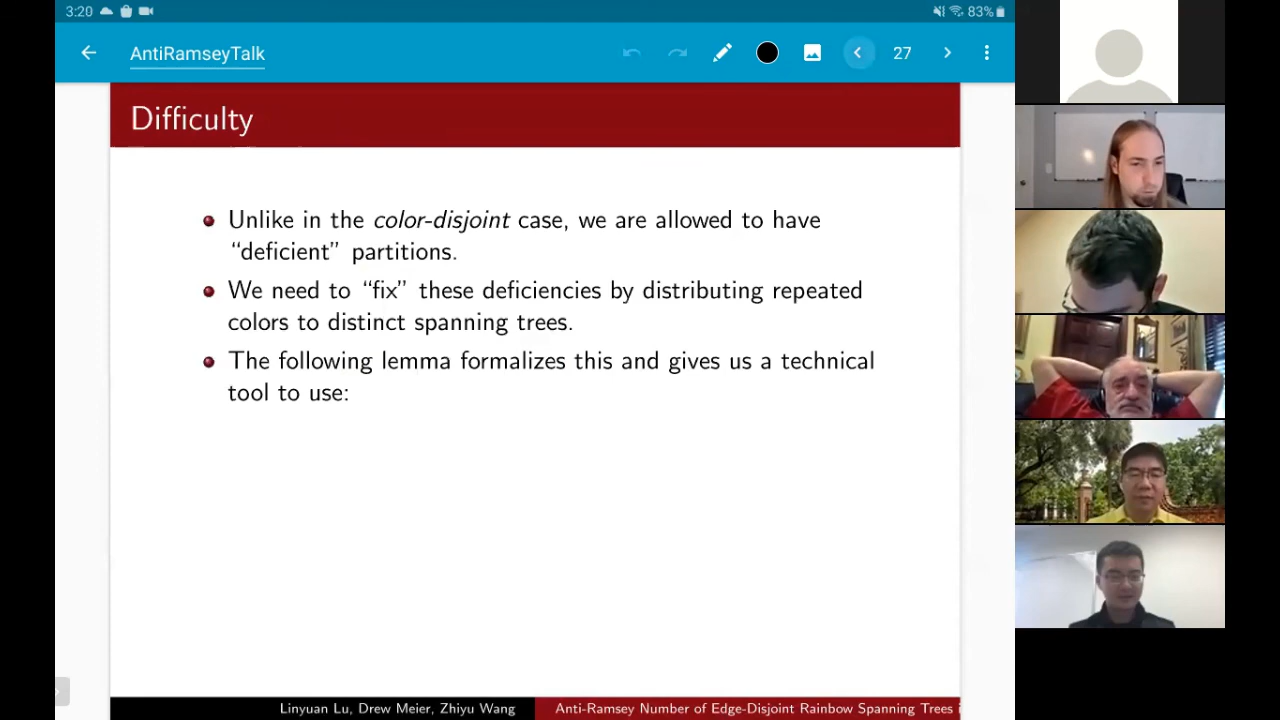 3:20
83%
AntiRamseyTalk
27
Difficulty
Unlike in the color-disjoint case, we are allowed to have
“deficient” partitions.
We need to “fix” these deficiencies by distributing repeated
colors to distinct spanning trees.
The following lemma formalizes this and gives us a technical
tool to use:
Linyuan Lu, Drew Meier, Zhiyu Wang
Anti-Ramsey Number of Edge-Disjoint Rainbow Spanning Trees i